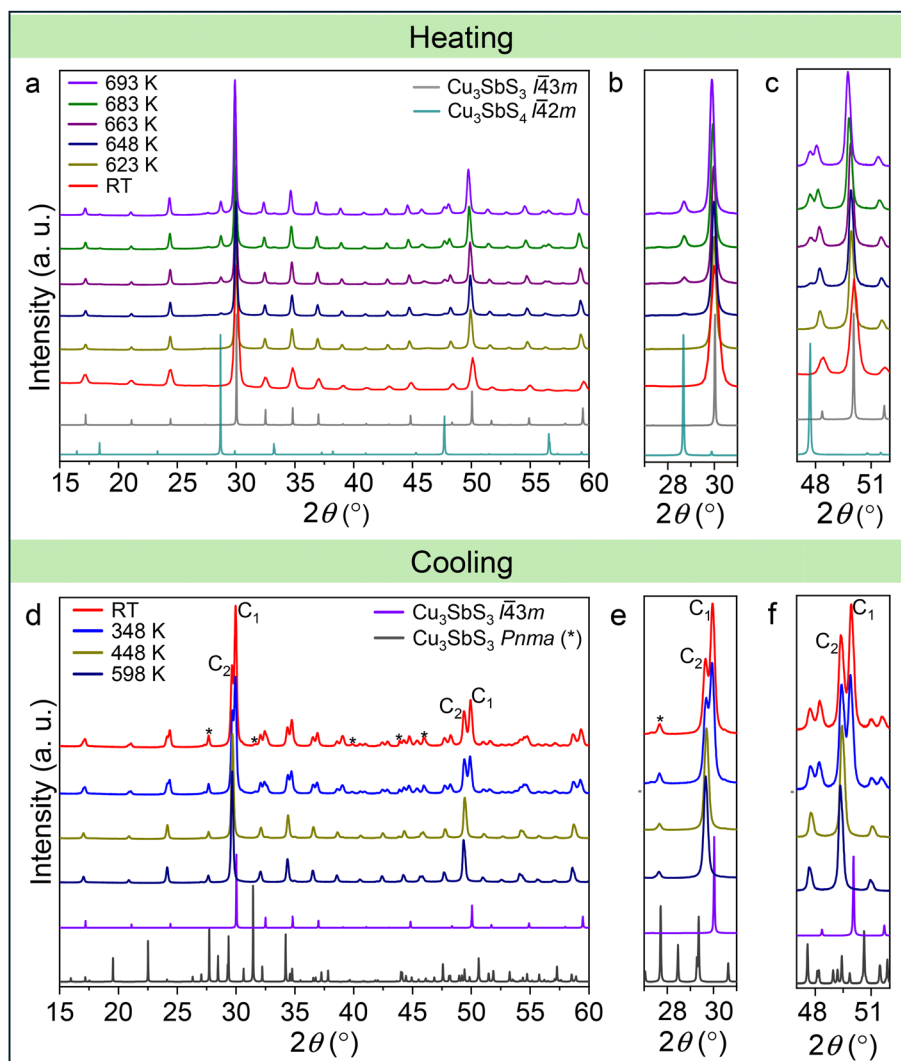 Heating
a
693 K
683 K
663 K
648 K
623 K
RT
Cu₃SbS₃ I4̅3m
Cu₃SbS₄ I4̅2m
b
c
Intensity (a. u.)
15 20 25 30 35 40 45 50 55 60
28 30
48 51
2θ (°)
2θ (°)
2θ (°)
Cooling
d
RT
348 K
448 K
598 K
C₁
C₂
Cu₃SbS₃ I4̅3m
Cu₃SbS₃ Pnma (*)
C₂ C₁
* * * * *
e
C₁
C₂
*
f
C₁
C₂
Intensity (a. u.)
15 20 25 30 35 40 45 50 55 60
28 30
48 51
2θ (°)
2θ (°)
2θ (°)